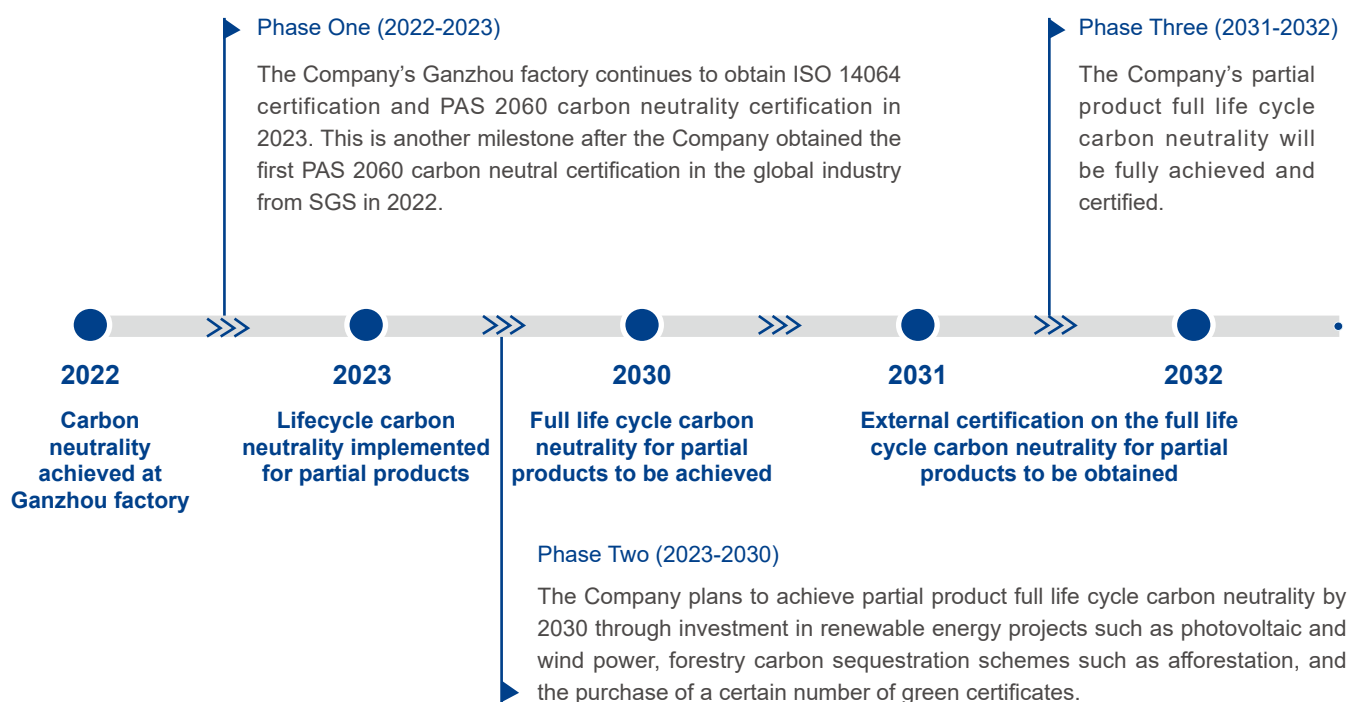 Phase One (2022-2023)
The Company's Ganzhou factory continues to obtain ISO 14064
certification and PAS 2060 carbon neutrality certification in
2023. This is another milestone after the Company obtained the
first PAS 2060 carbon neutral certification in the global industry
from SGS in 2022.
Phase Three (2031-2032)
The Company's partial
product full life cycle
carbon neutrality will
be fully achieved and
certified.
2022
Carbon
neutrality
achieved at
Ganzhou factory
2023
Lifecycle carbon
neutrality implemented
for partial products
2030
Full life cycle carbon
neutrality for partial
products to be achieved
2031
2032
External certification on the full life
cycle carbon neutrality for partial
products to be obtained
Phase Two (2023-2030)
The Company plans to achieve partial product full life cycle carbon neutrality by
2030 through investment in renewable energy projects such as photovoltaic and
wind power, forestry carbon sequestration schemes such as afforestation, and
the purchase of a certain number of green certificates.